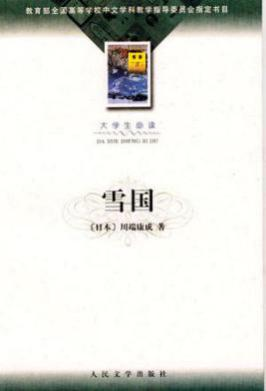 教育部全国高等学校中文学科教学指导委员会指定书目
大学生必读
DA XUE SHENG BI DU
雪国
〔日本〕川端康成 著
人民文学出版社